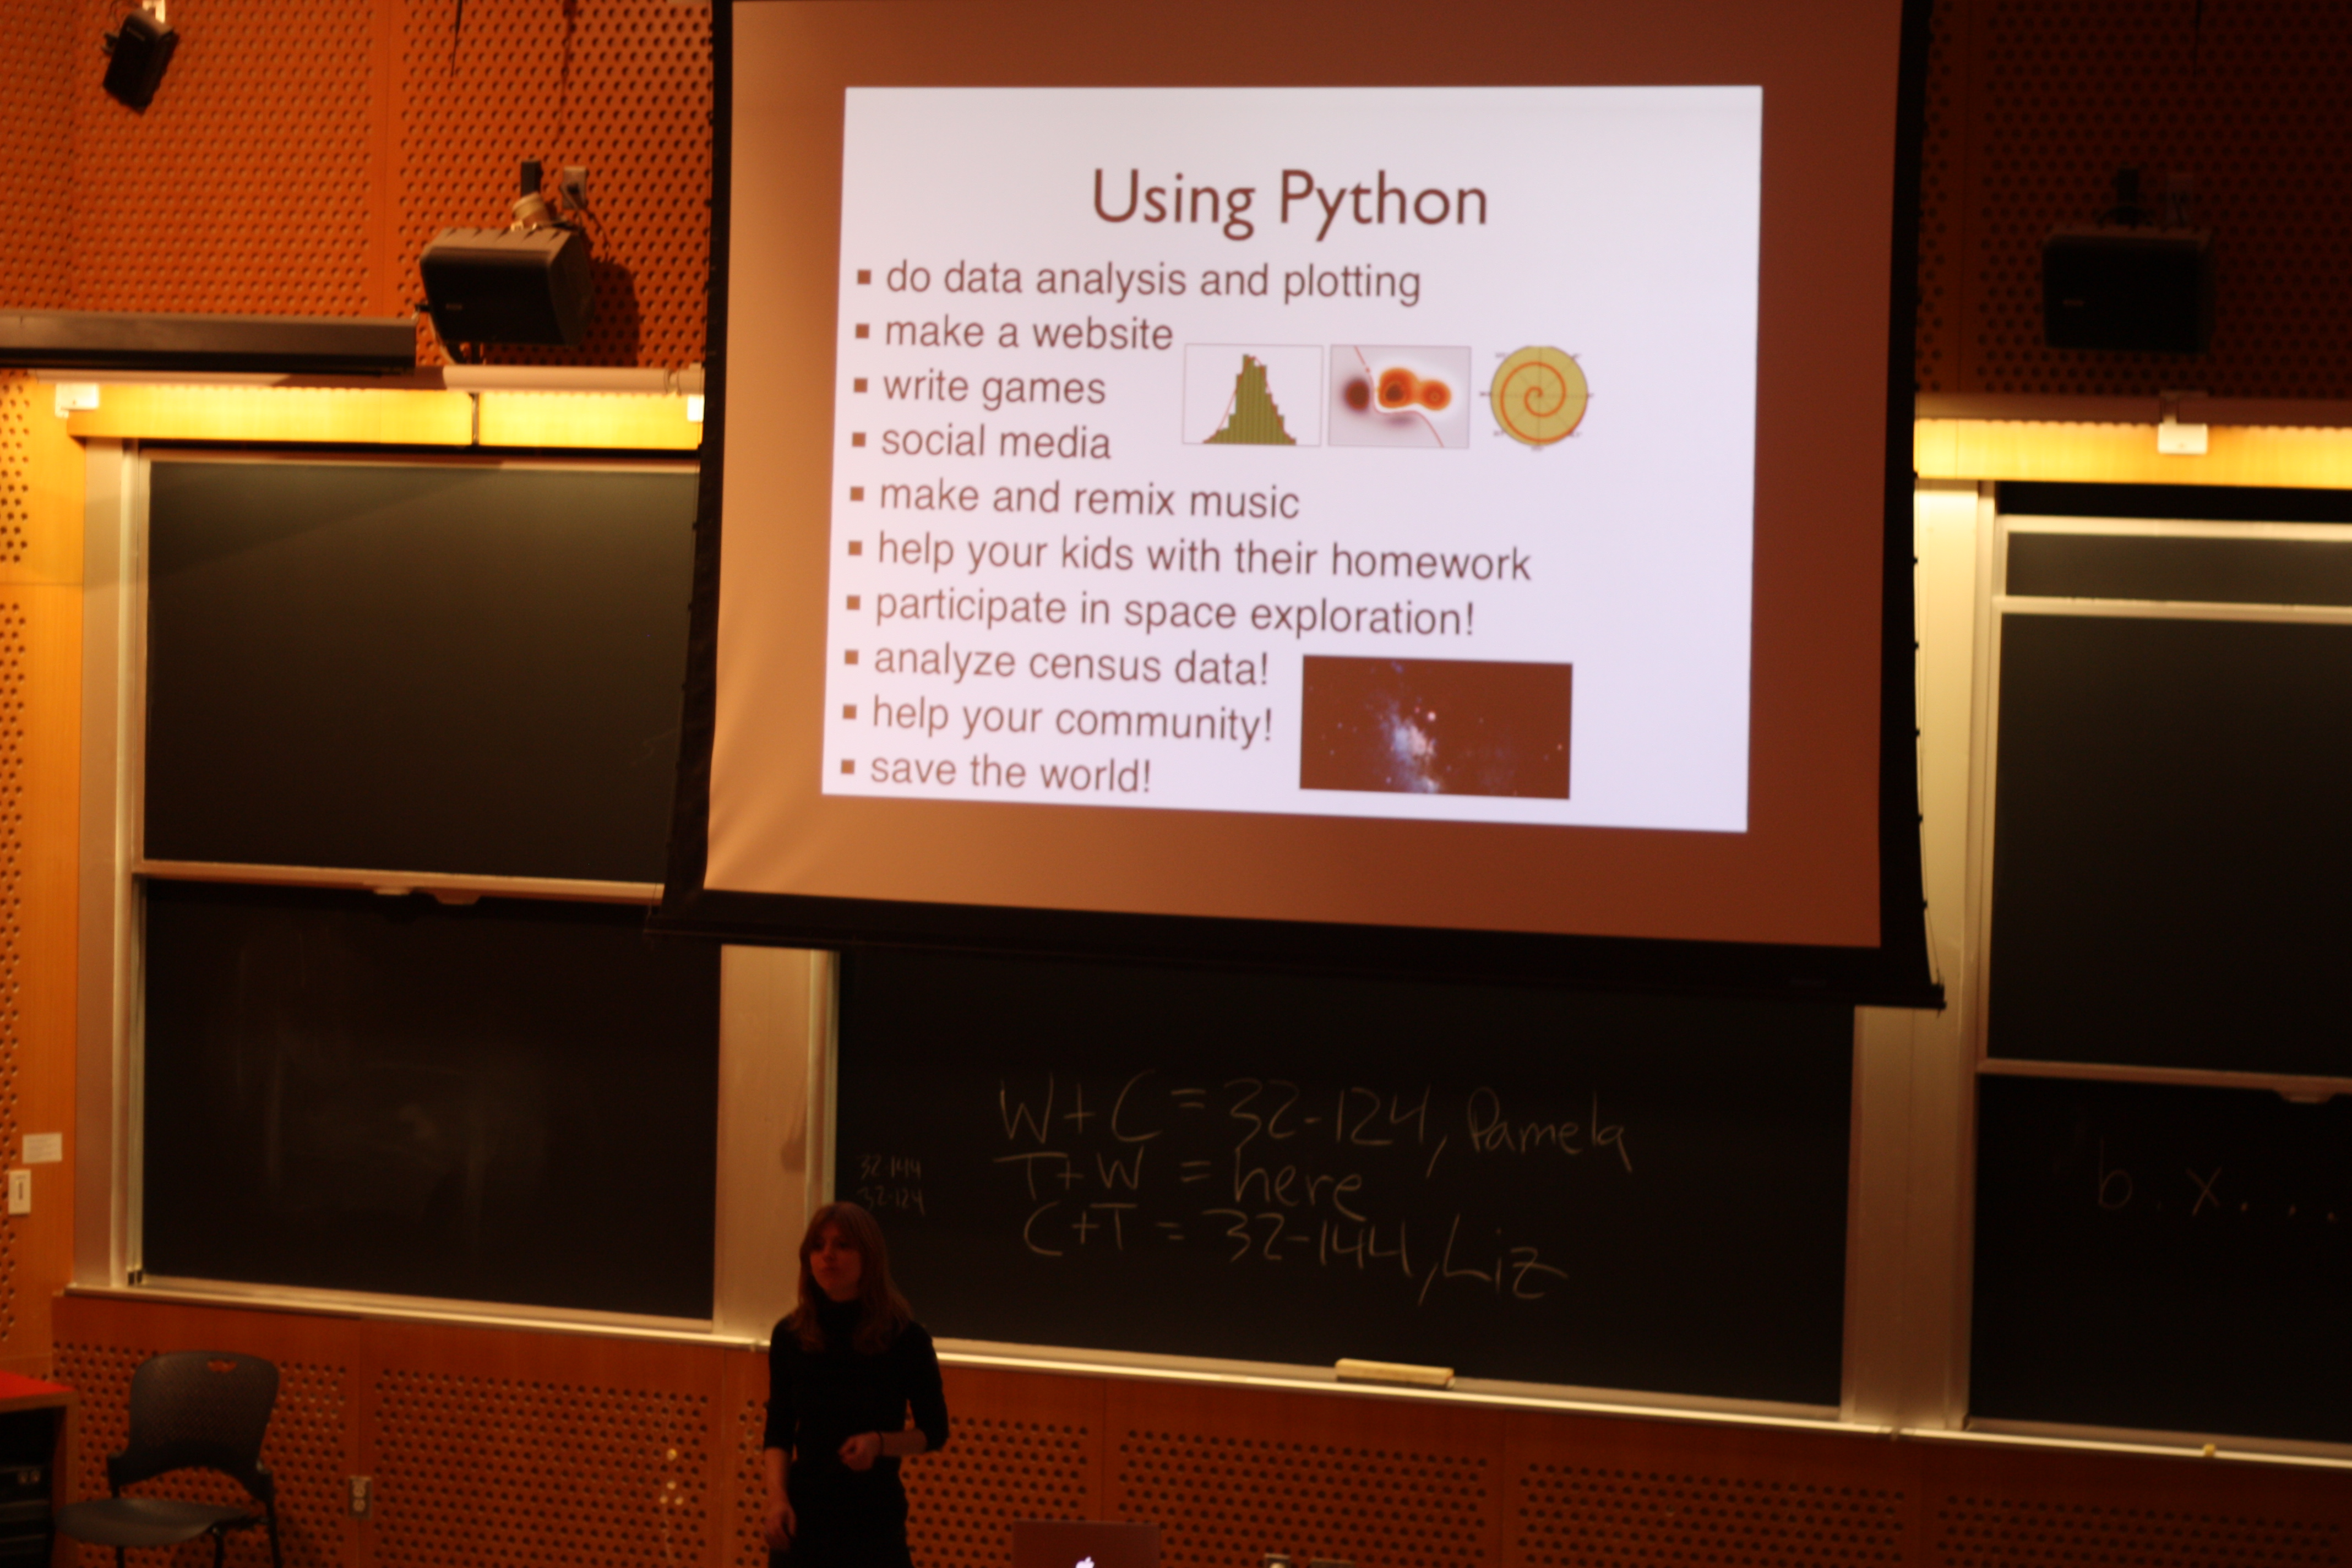 Using Python
▪ do data analysis and plotting
▪ make a website
▪ write games
▪ social media
▪ make and remix music
▪ help your kids with their homework
▪ participate in space exploration!
▪ analyze census data!
▪ help your community!
▪ save the world!
W+C = 32-124, Pamela
T+W = here
C+T = 32-144, Liz
32-144
32-124
b. x....